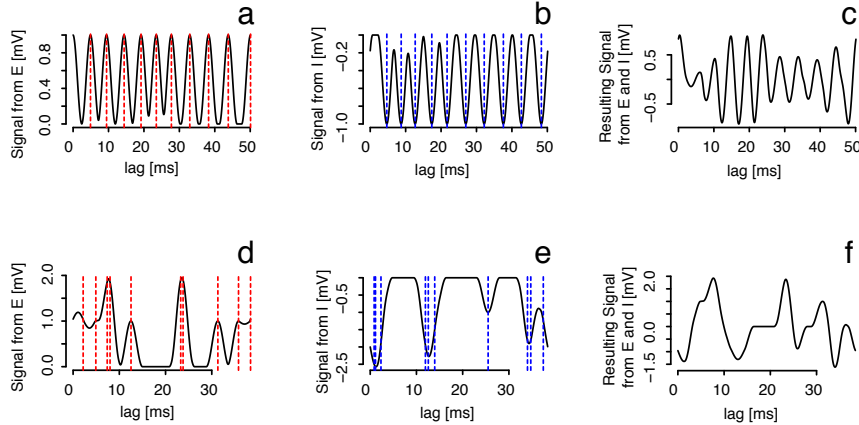 a
Signal from E [mV]
0.0 0.4 0.8
0 10 20 30 40 50
lag [ms]
b
Signal from I [mV]
−1.0 −0.2
0 10 20 30 40 50
lag [ms]
c
Resulting Signal
from E and I [mV]
−0.5 0.5
0 10 20 30 40 50
lag [ms]
d
Signal from E [mV]
0.0 1.0 2.0
0 10 20 30
lag [ms]
e
Signal from I [mV]
−2.5 −0.5
0 10 20 30
lag [ms]
f
Resulting Signal
from E and I [mV]
−1.5 0.0 2.0
0 10 20 30
lag [ms]